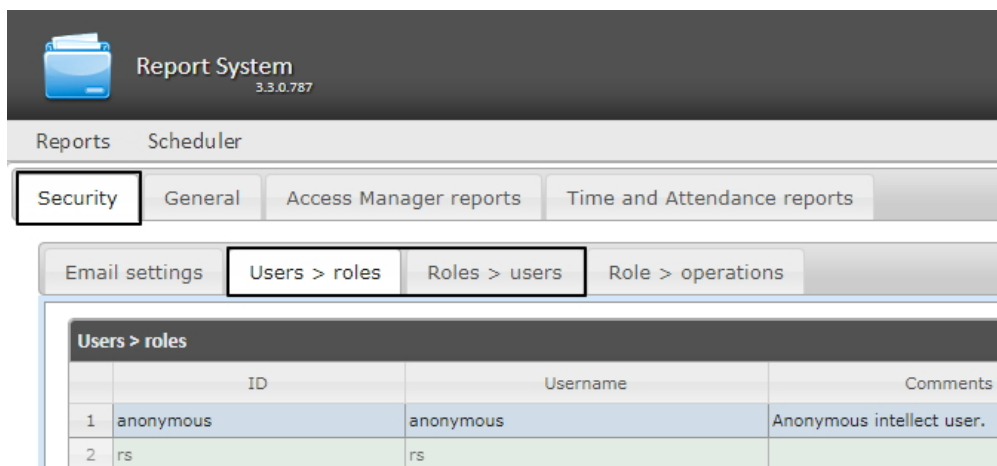 Report System
3.3.0.787
Reports Scheduler
Security General Access Manager reports Time and Attendance reports
Email settings Users > roles Roles > users Role > operations
Users > roles
ID Username Comments
1 anonymous anonymous Anonymous intellect user.
2 rs rs